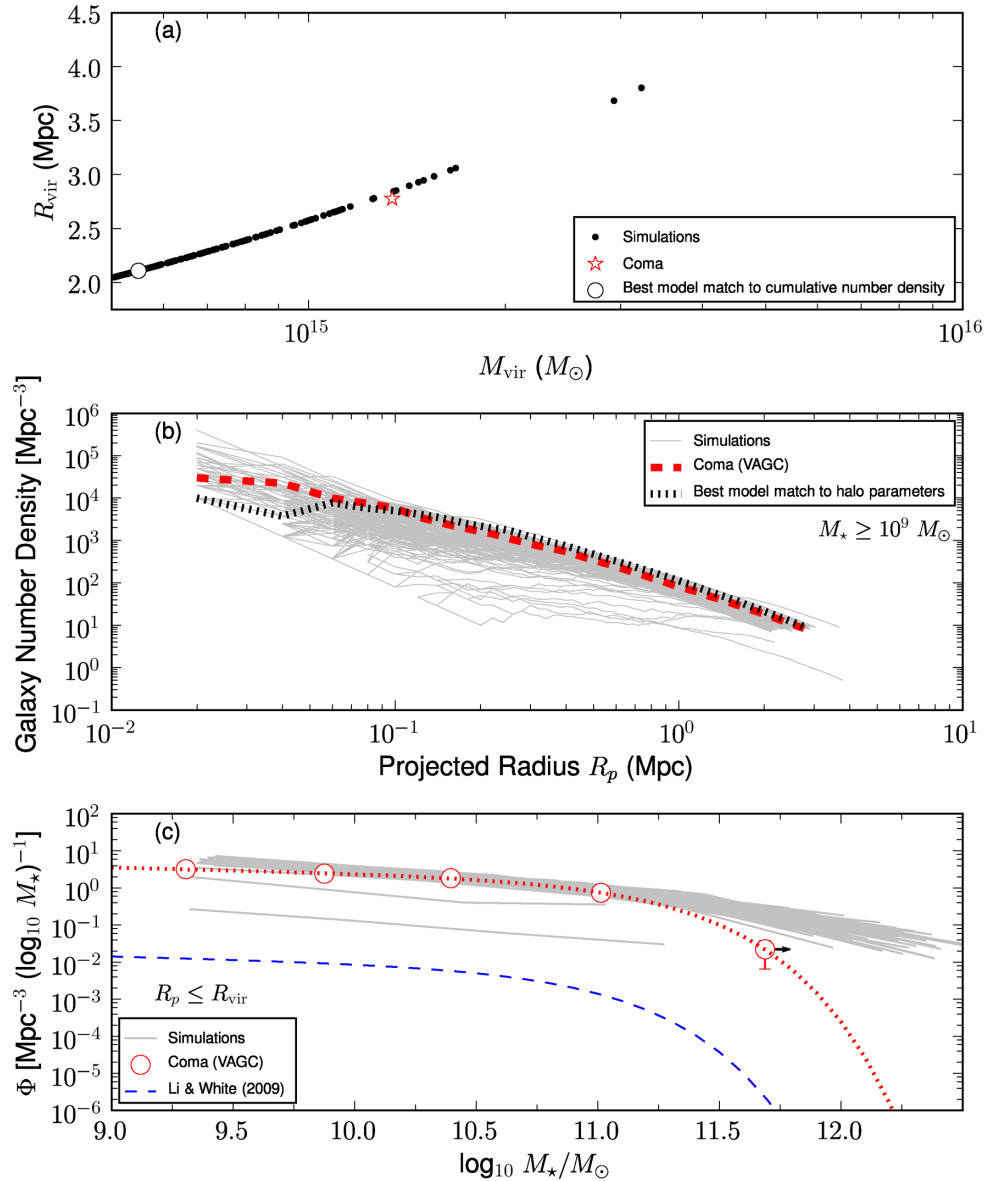 (a)
4.5
4.0
3.5
3.0
2.5
2.0
R_vir (Mpc)
Simulations
Coma
Best model match to cumulative number density
10^15
10^16
M_vir (M_⊙)
(b)
10^6
10^5
10^4
10^3
10^2
10^1
10^0
10^−1
Galaxy Number Density [Mpc^−3]
Simulations
Coma (VAGC)
Best model match to halo parameters
M_⋆ ≥ 10^9 M_⊙
10^−2
10^−1
10^0
10^1
Projected Radius R_p (Mpc)
(c)
10^2
10^1
10^0
10^−1
10^−2
10^−3
10^−4
10^−5
10^−6
Φ [Mpc^−3 (log_10 M_⋆)^−1]
R_p ≤ R_vir
Simulations
Coma (VAGC)
Li & White (2009)
9.0
9.5
10.0
10.5
11.0
11.5
12.0
log_10 M_⋆/M_⊙